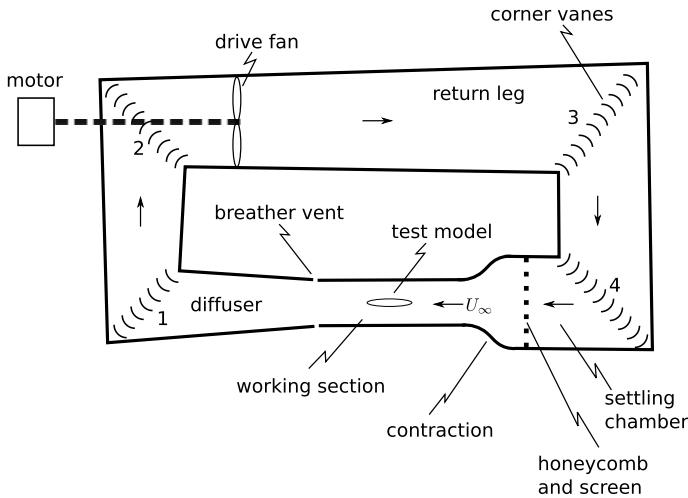 corner vanes
drive fan
motor
return leg
3
2
breather vent
test model
4
diffuser
U∞
1
working section
settling
chamber
contraction
honeycomb
and screen